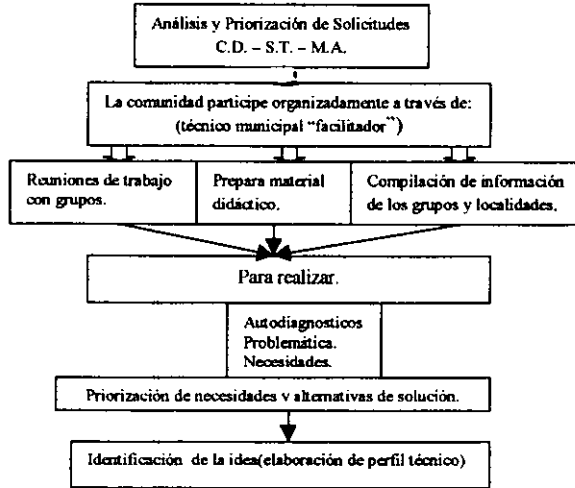 Análisis y Priorización de Solicitudes
C.D. – S.T. – M.A.
La comunidad participe organizadamente a través de:
(técnico municipal “facilitador”)
Reuniones de trabajo
con grupos.
Prepara material
didáctico.
Compilación de información
de los grupos y localidades.
Para realizar.
Autodiagnosticos
Problemática.
Necesidades.
Priorización de necesidades v alternativas de solución.
Identificación de la idea(elaboración de perfil técnico)